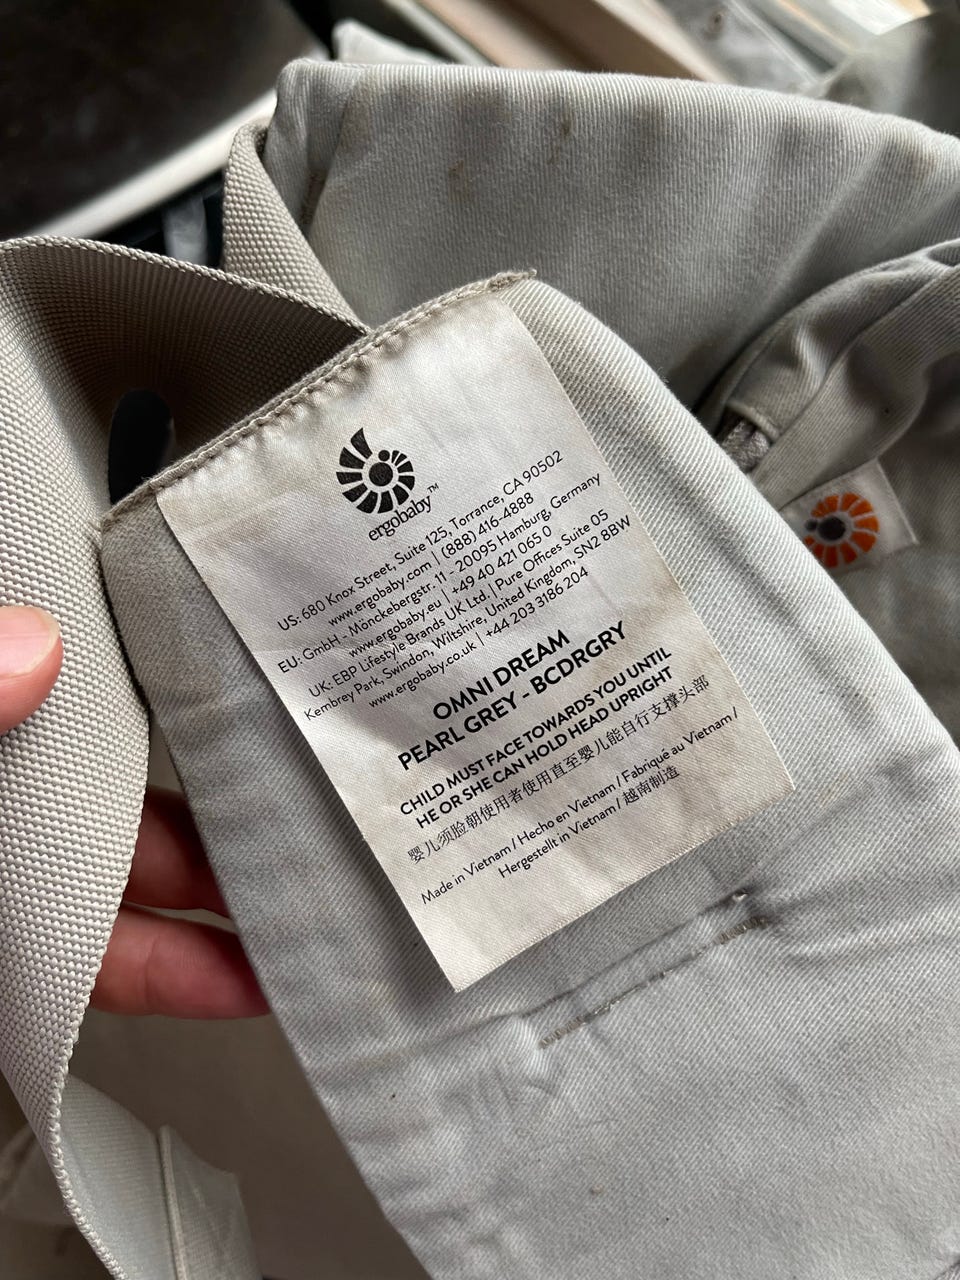 ergobaby™
US: 680 Knox Street, Suite 125, Torrance, CA 90502
www.ergobaby.com | (888) 416-4888
EU: GmbH - Mönckebergstr. 11 - 20095 Hamburg, Germany
www.ergobaby.eu | +49 40 421 065 0
UK: EBP Lifestyle Brands UK Ltd. | Pure Offices Suite 05
Kembrey Park, Swindon, Wiltshire, United Kingdom, SN2 8BW
www.ergobaby.co.uk | +44 203 3186 204
OMNI DREAM
PEARL GREY - BCDRGRY
CHILD MUST FACE TOWARDS YOU UNTIL
HE OR SHE CAN HOLD HEAD UPRIGHT
婴儿须脸朝使用者使用直至婴儿能自行支撑头部
Made in Vietnam / Hecho en Vietnam / Fabriqué au Vietnam /
Hergestellt in Vietnam / 越南制造